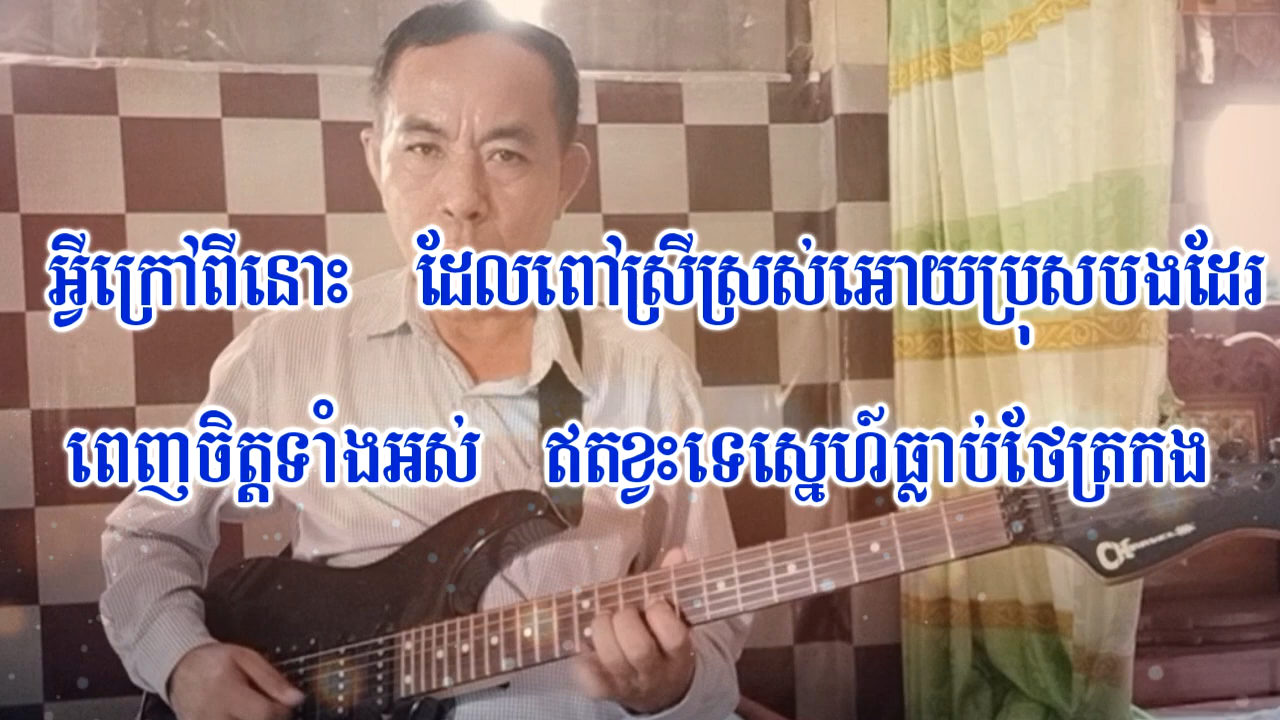 អ្វីក្រៅពីនោះ ដែលពៅស្រីស្រស់អោយប្រុសបងដែរ
ពេញចិត្តទាំងអស់ ឥតខ្វះទេស្នេហ៍ធ្លាប់ថែត្រកង